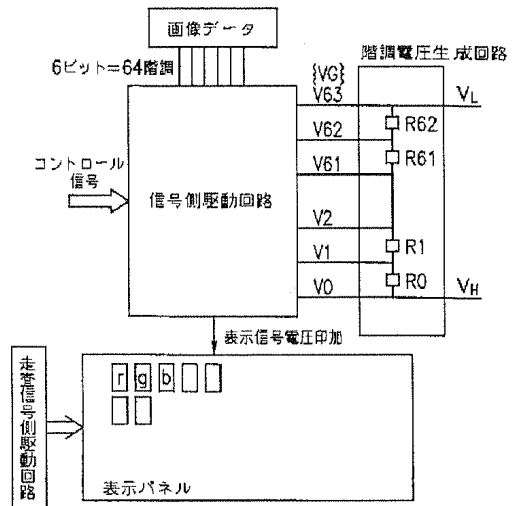 画像データ
6ビット=64階調
階調電圧生成回路
{VG}
V63
VL
R62
V62
R61
V61
コントロール
信号
信号側駆動回路
V2
R1
V1
R0
V0
VH
表示信号電圧印加
走査信号側駆動回路
r g b
表示パネル